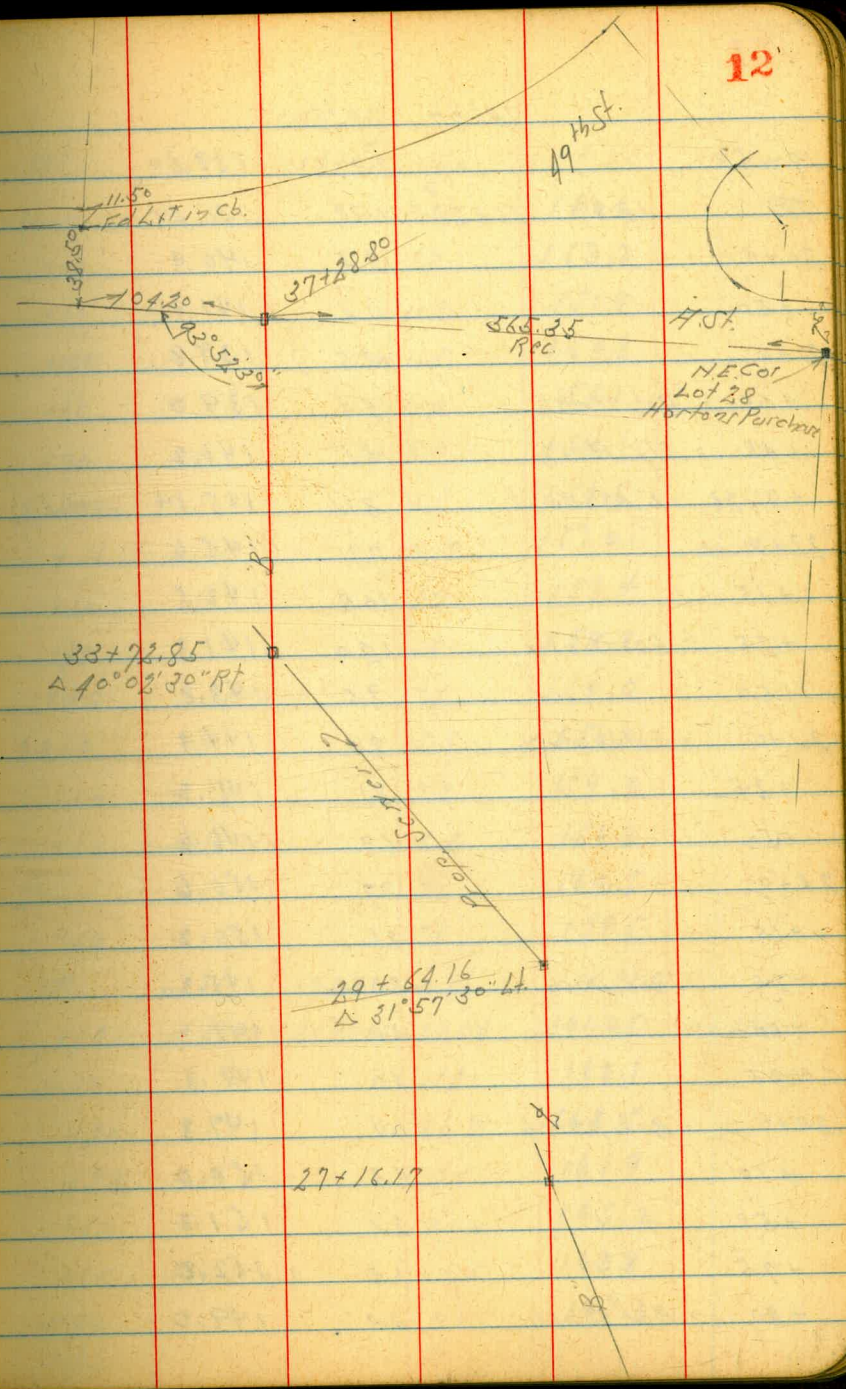 12
49th St.
11.50
Fd L&T in Cb.
38.50
104.20
37+28.80
93°52'30"
565.35
Rec.
H. St.
N.E. Cor
Lot 28
Hortons Purchase
"B"
33+72.85
Δ 40°02'30" Rt.
29 + 64.16
Δ 31°57'30" Lt.
27+16.17
"B"